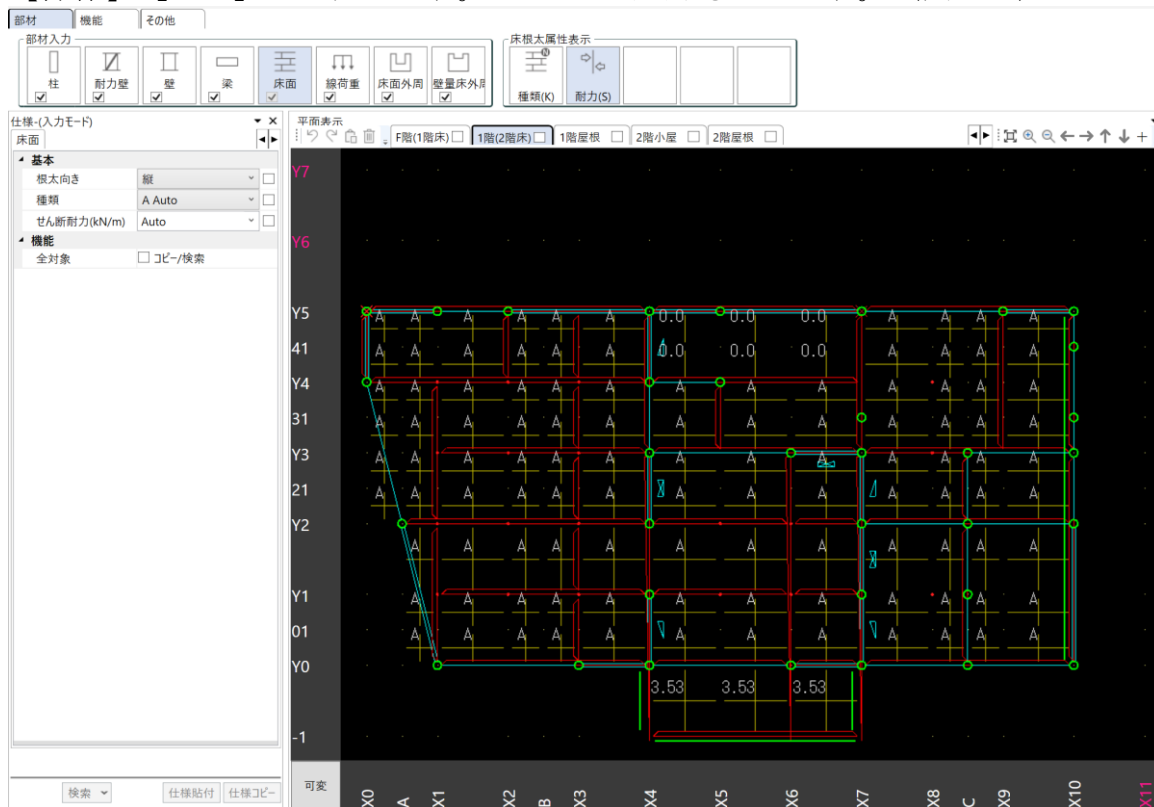 部材 機能 その他
部材入力 床根太属性表示
柱 耐力壁 壁 梁 床面 線荷重 床面外周 壁量床外周 種類(K) 耐力(S)
仕様-(入力モード) 平面表示
床面 F階(1階床) 1階(2階床) 1階屋根 2階小屋 2階屋根
基本
根太向き 縦
種類 A Auto
せん断耐力(kN/m) Auto
機能
全対象 コピー/検索
Y7
Y6
Y5 A A A A A A 0.0 0.0 0.0 A A A A
41 A A A A A A 0.0 0.0 0.0 A A A A
Y4 A A A A A A A A A A A A A
31 A A A A A A A A A A A A A
Y3 A A A A A A A A A A A A A
21 A A A A A A A A A A A A A
Y2 A A A A A A A A A A A A
Y1 A A A A A A A A A A A A
01 A A A A A A A A A A A A
Y0 3.53 3.53 3.53
-1
可変 X0 A X1 X2 B X3 X4 X5 X6 X7 X8 C X9 X10 X11
検索 仕様貼付 仕様コピー